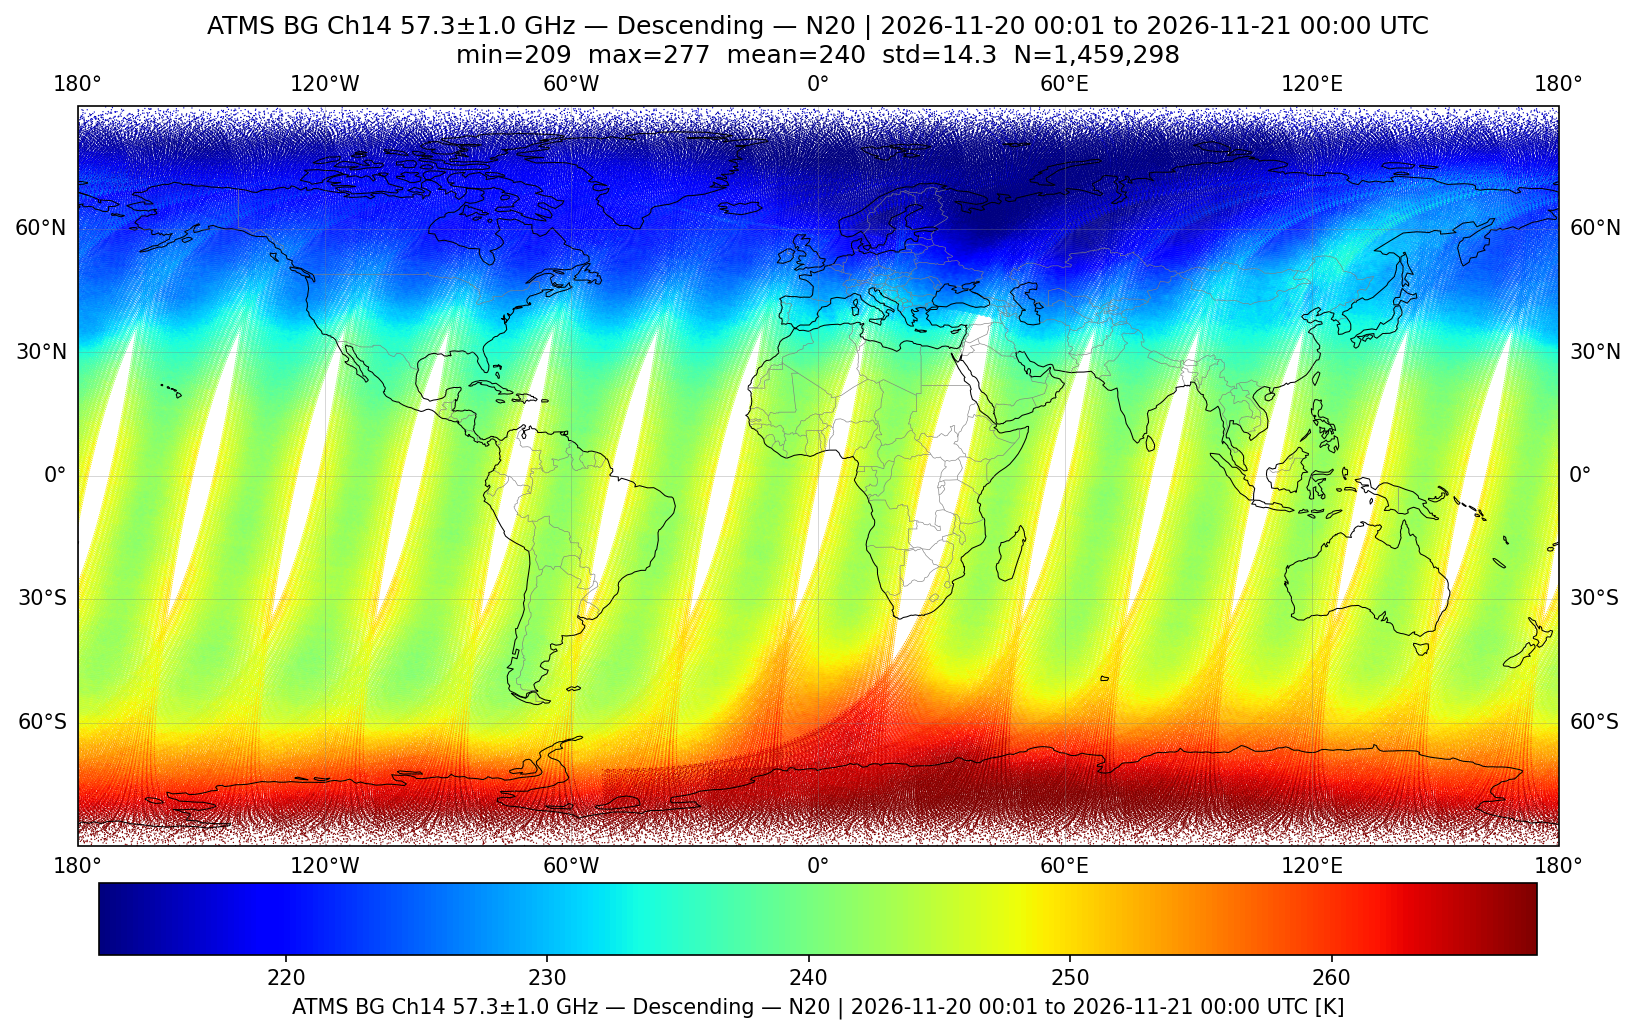 ATMS BG Ch14 57.3±1.0 GHz — Descending — N20 | 2026-11-20 00:01 to 2026-11-21 00:00 UTC
min=209 max=277 mean=240 std=14.3 N=1,459,298
180° 120°W 60°W 0° 60°E 120°E 180°
60°N 60°N
30°N 30°N
0° 0°
30°S 30°S
60°S 60°S
180° 120°W 60°W 0° 60°E 120°E 180°
220 230 240 250 260
ATMS BG Ch14 57.3±1.0 GHz — Descending — N20 | 2026-11-20 00:01 to 2026-11-21 00:00 UTC [K]